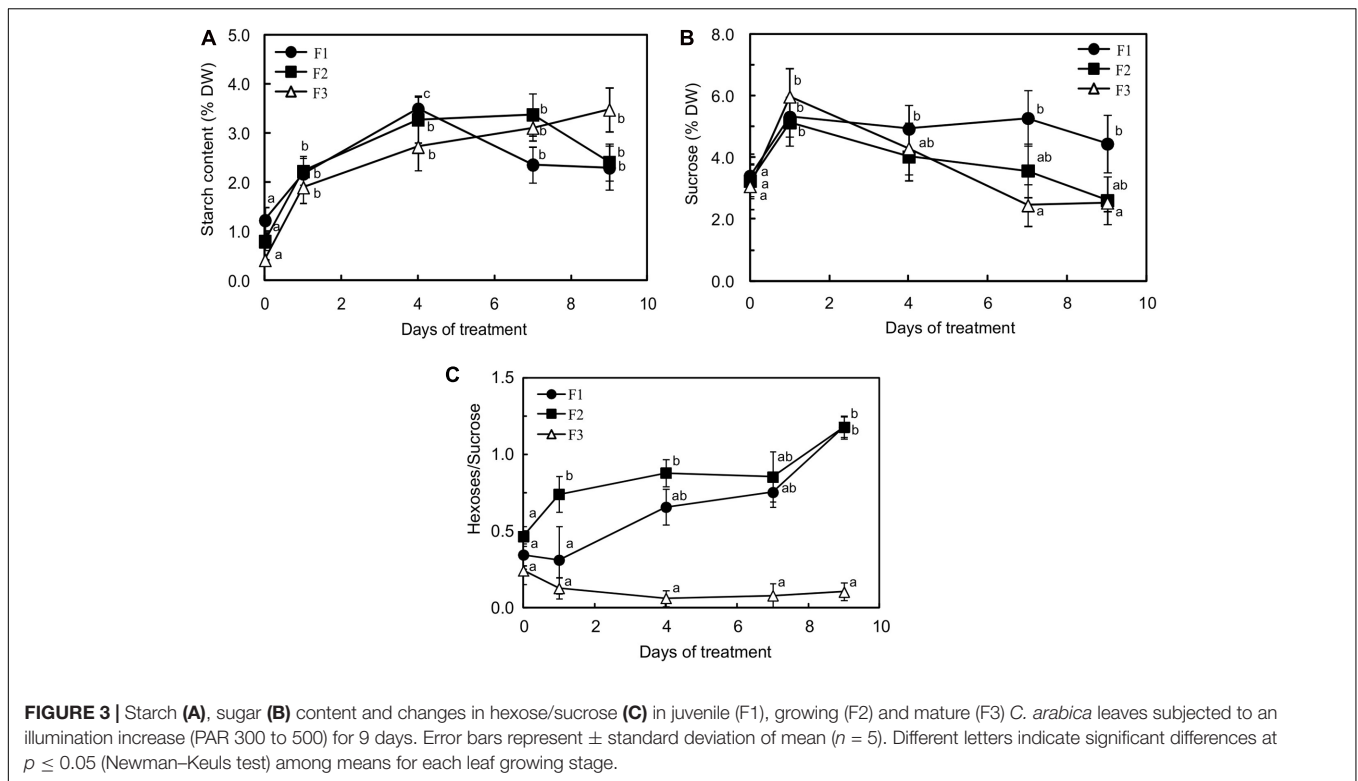 A
5.0
4.0
3.0
2.0
1.0
0.0
Starch content (% DW)
F1
F2
F3
a
a
a
b
b
b
c
b
b
b
b
b
b
b
b
0 2 4 6 8 10
Days of treatment
B
8.0
6.0
4.0
2.0
0.0
Sucrose (% DW)
F1
F2
F3
a
a
a
b
b
b
b
ab
b
ab
a
b
ab
a
0 2 4 6 8 10
Days of treatment
C
1.5
1.0
0.5
0.0
Hexoses/Sucrose
F1
F2
F3
a
a
a
b
a
a
b
ab
a
ab
ab
a
b
b
a
0 2 4 6 8 10
Days of treatment
FIGURE 3 | Starch (A), sugar (B) content and changes in hexose/sucrose (C) in juvenile (F1), growing (F2) and mature (F3) C. arabica leaves subjected to an
illumination increase (PAR 300 to 500) for 9 days. Error bars represent ± standard deviation of mean (n = 5). Different letters indicate significant differences at
p ≤ 0.05 (Newman–Keuls test) among means for each leaf growing stage.